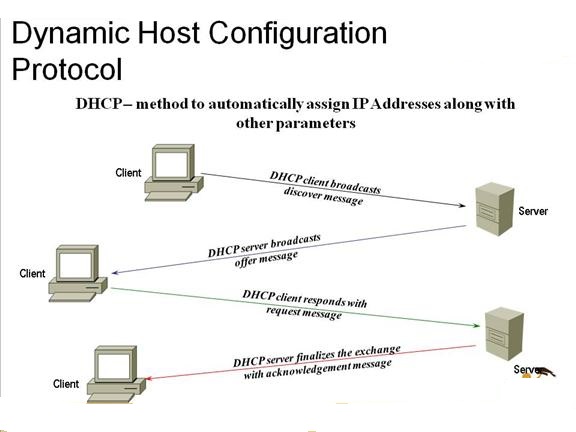 Dynamic Host Configuration
Protocol
DHCP– method to automatically assign IP Addresses along with
other parameters
Client
DHCP client broadcasts
discover message
Server
DHCP server broadcasts
offer message
Client
DHCP client responds with
request message
DHCP server finalizes the exchange
with acknowledgement message
Server
Client